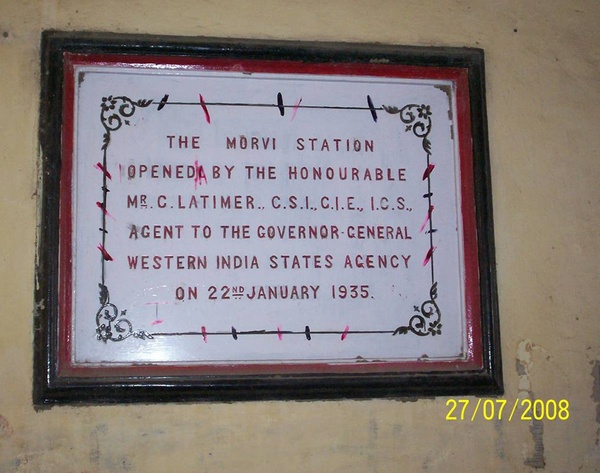 THE MORVI STATION
OPENED BY THE HONOURABLE
MR. C. LATIMER., C.S.I., C.I.E., I.C.S.,
AGENT TO THE GOVERNOR-GENERAL
WESTERN INDIA STATES AGENCY
ON 22ND JANUARY 1935.
27/07/2008